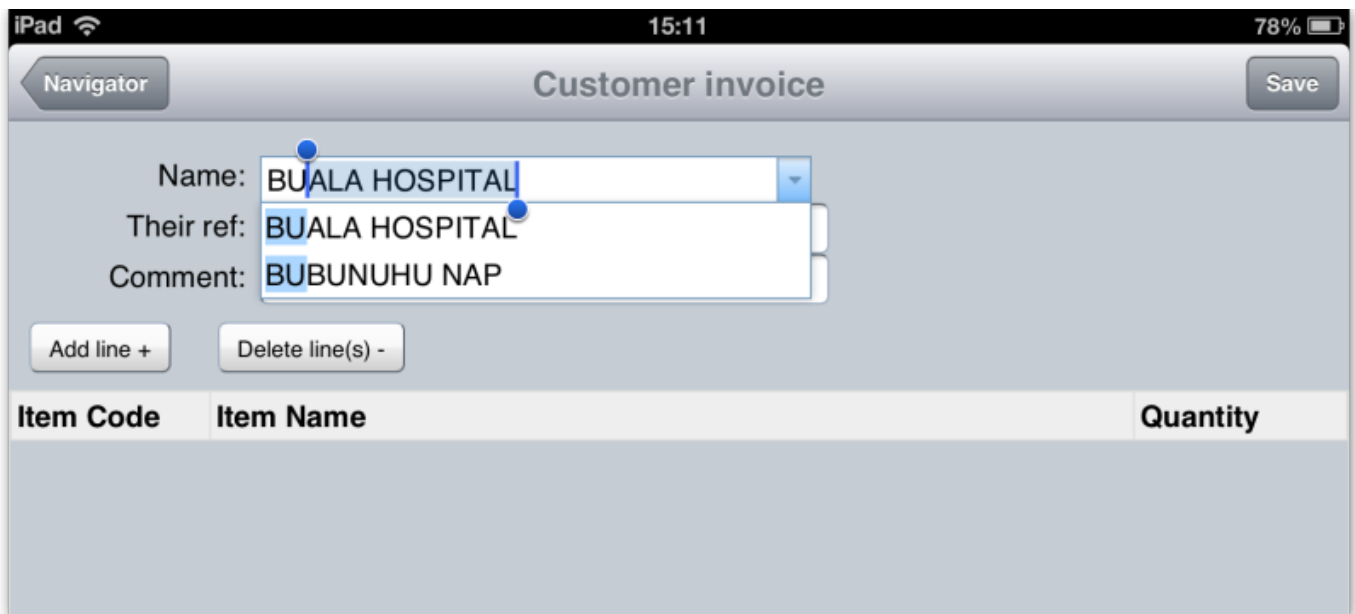 iPad 15:11 78%
Navigator Customer invoice Save
Name: BUALA HOSPITAL
Their ref: BUALA HOSPITAL
Comment: BUBUNUHU NAP
Add line + Delete line(s) -
Item Code Item Name Quantity